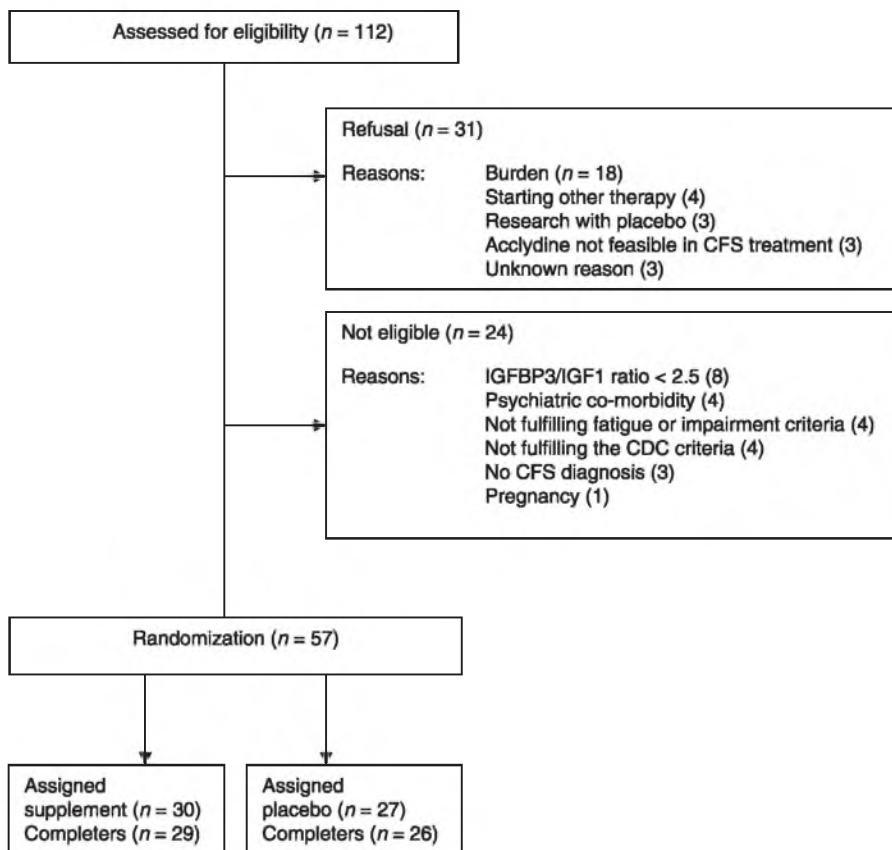 Assessed for eligibility (n = 112)
Refusal (n = 31)
Reasons: Burden (n = 18)
Starting other therapy (4)
Research with placebo (3)
Acclydine not feasible in CFS treatment (3)
Unknown reason (3)
Not eligible (n = 24)
Reasons: IGFBP3/IGF1 ratio < 2.5 (8)
Psychiatric co-morbidity (4)
Not fulfilling fatigue or impairment criteria (4)
Not fulfilling the CDC criteria (4)
No CFS diagnosis (3)
Pregnancy (1)
Randomization (n = 57)
Assigned
supplement (n = 30)
Completers (n = 29)
Assigned
placebo (n = 27)
Completers (n = 26)